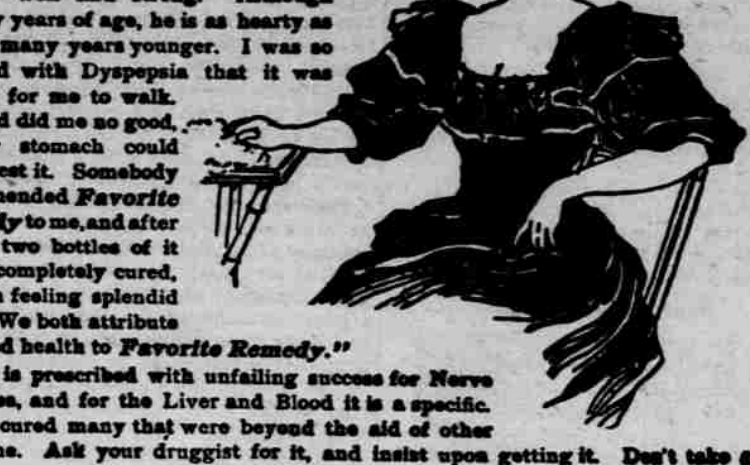 years of age, he is as hearty as
many years younger. I was so
with Dyspepsia that it was
for me to walk.
did me no good,
stomach could
it. Somebody
Favorite
to me, and after
two bottles of it
completely cured,
feeling splendid
We both attribute
health to Favorite Remedy."
is prescribed with unfailing success for Nerve
and for the Liver and Blood it is a specific.
cured many that were beyond the aid of other
Ask your druggist for it, and insist upon getting it. Don't take